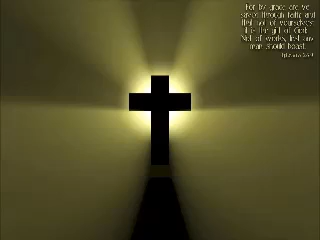 For by grace are ye
saved through faith and
that not of yourselves
it is the gift of God
Not of works, lest any
man should boast.